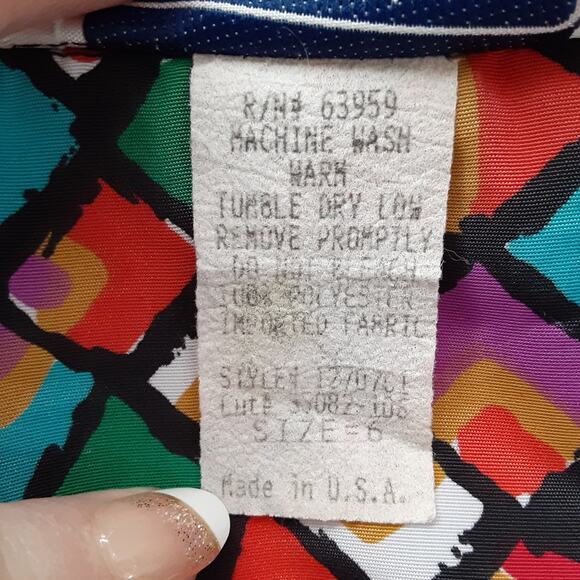 R/N# 63959
MACHINE WASH
WARM
TUMBLE DRY LOW
REMOVE PROMPTLY
DO NOT BLEACH
100% POLYESTER
IMPORTED FABRIC
STYLE#
Cut#
SIZE=6
Made in U.S.A.